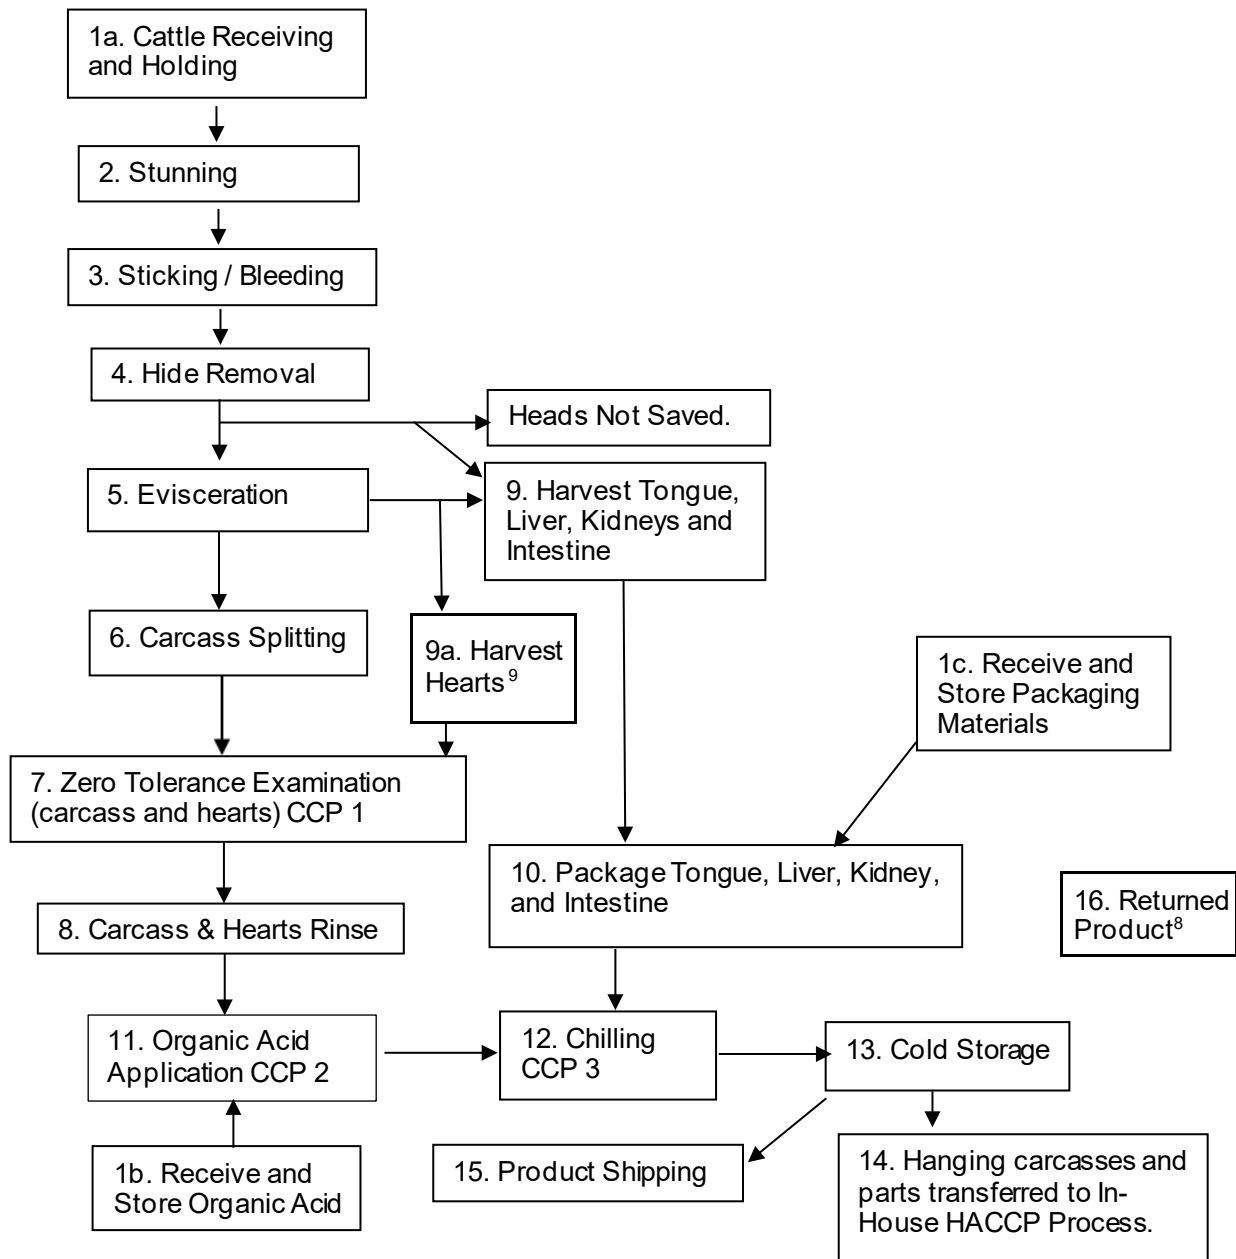 1a. Cattle Receiving
and Holding
2. Stunning
3. Sticking / Bleeding
4. Hide Removal
Heads Not Saved.
5. Evisceration
9. Harvest Tongue,
Liver, Kidneys and
Intestine
6. Carcass Splitting
9a. Harvest
Hearts⁹
1c. Receive and
Store Packaging
Materials
7. Zero Tolerance Examination
(carcass and hearts) CCP 1
10. Package Tongue, Liver, Kidney,
and Intestine
16. Returned
Product⁸
8. Carcass & Hearts Rinse
11. Organic Acid
Application CCP 2
12. Chilling
CCP 3
13. Cold Storage
1b. Receive and
Store Organic Acid
15. Product Shipping
14. Hanging carcasses and
parts transferred to In-
House HACCP Process.